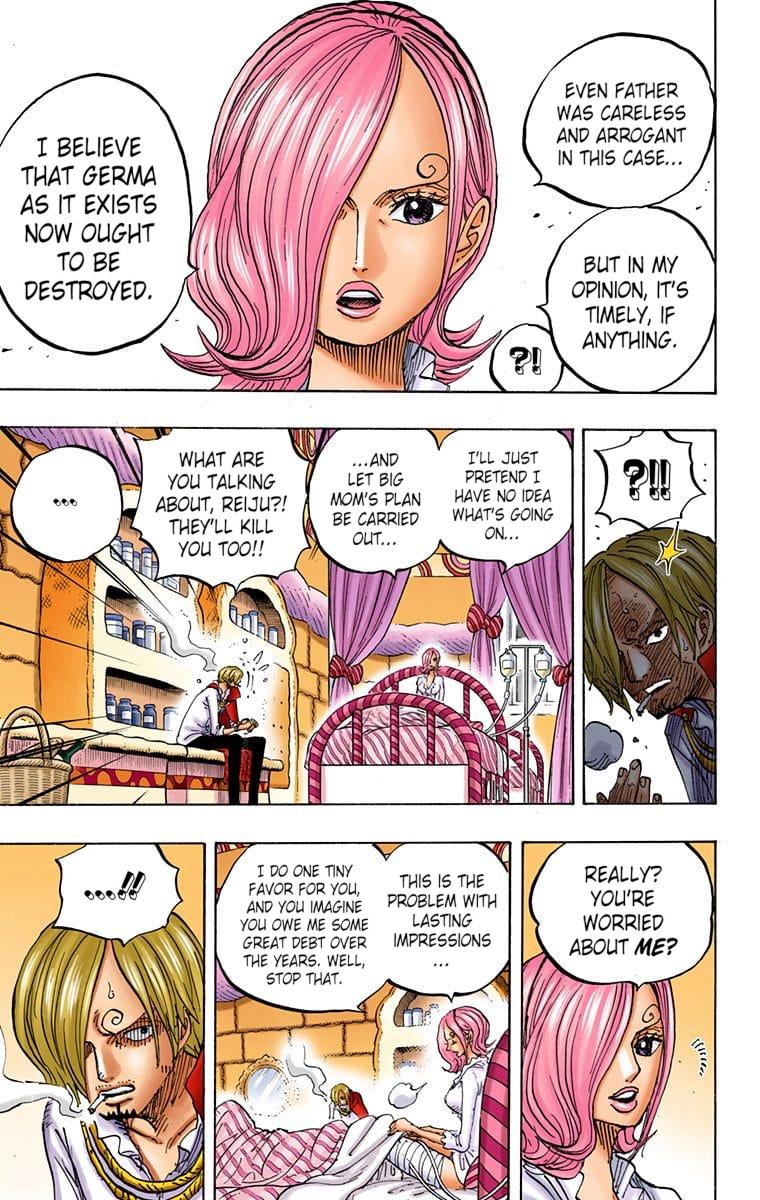 EVEN FATHER
WAS CARELESS
AND ARROGANT
IN THIS CASE...
BUT IN MY
OPINION, IT'S
TIMELY, IF
ANYTHING.
?!
I BELIEVE
THAT GERMA
AS IT EXISTS
NOW OUGHT
TO BE
DESTROYED.
?!!
I'LL JUST
PRETEND I
HAVE NO IDEA
WHAT'S GOING
ON...
...AND
LET BIG
MOM'S PLAN
BE CARRIED
OUT...
WHAT ARE
YOU TALKING
ABOUT, REIJU?!
THEY'LL KILL
YOU TOO!!
...
REALLY?
YOU'RE
WORRIED
ABOUT ME?
THIS IS THE
PROBLEM WITH
LASTING
IMPRESSIONS
...
I DO ONE TINY
FAVOR FOR YOU,
AND YOU IMAGINE
YOU OWE ME SOME
GREAT DEBT OVER
THE YEARS. WELL,
STOP THAT.
...!!